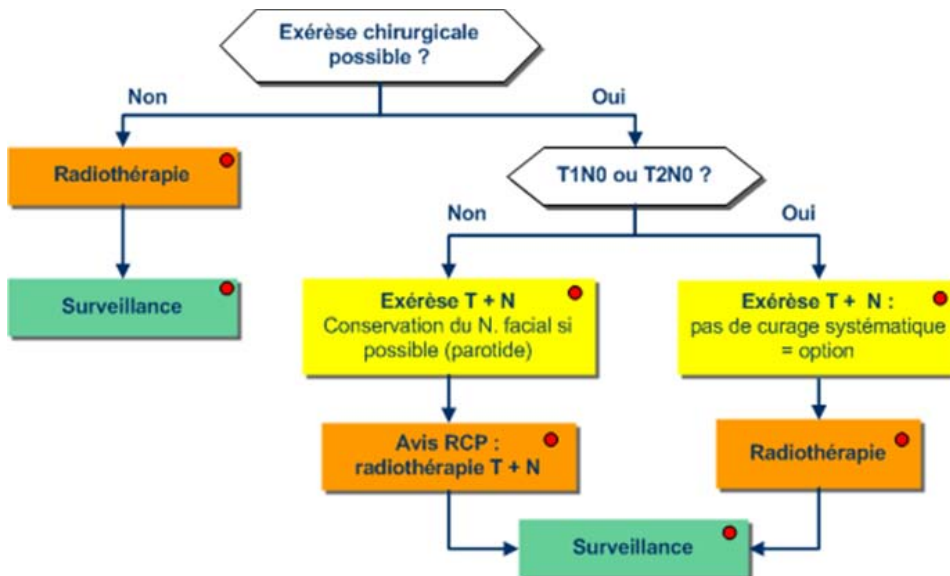 Exérèse chirurgicale
possible ?
Non
Oui
Radiothérapie
T1N0 ou T2N0 ?
Non
Oui
Surveillance
Exérèse T + N
Conservation du N. facial si
possible (parotide)
Exérèse T + N :
pas de curage systématique
= option
Avis RCP :
radiothérapie T + N
Radiothérapie
Surveillance